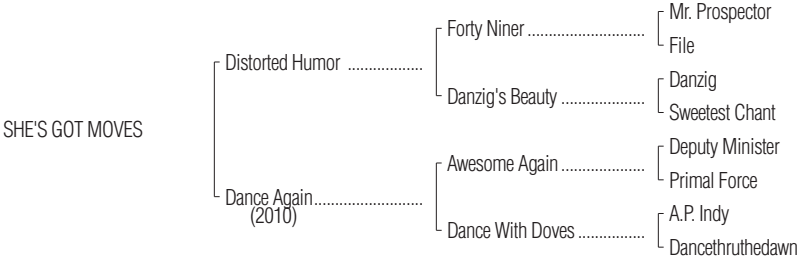 Mr. Prospector
Forty Niner ...........................
File
Distorted Humor ..................
Danzig
Danzig's Beauty ...................
Sweetest Chant
SHE'S GOT MOVES
Deputy Minister
Awesome Again ...................
Primal Force
Dance Again.........................
(2010)
A.P. Indy
Dance With Doves ................
Dancethruthedawn